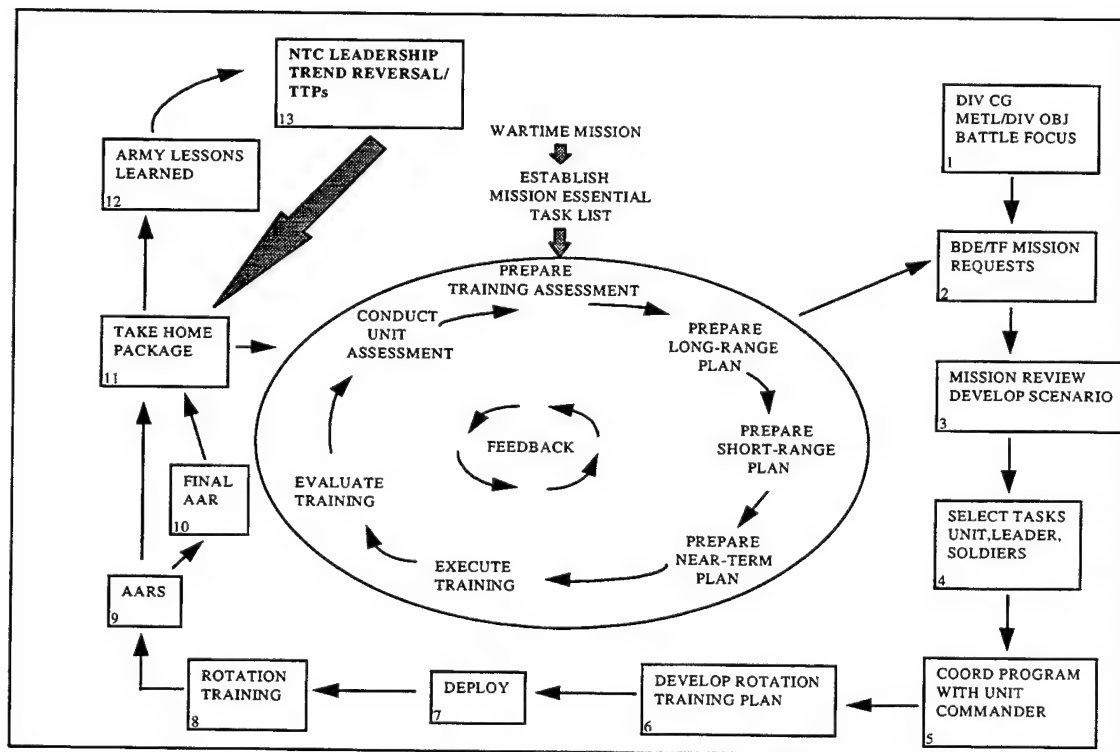 NTC LEADERSHIP
TREND REVERSAL/
TTPs
13
ARMY LESSONS
LEARNED
12
WARTIME MISSION
ESTABLISH
MISSION ESSENTIAL
TASK LIST
DIV CG
METL/DIV OBJ
BATTLE FOCUS
1
BDE/TF MISSION
REQUESTS
2
MISSION REVIEW
DEVELOP SCENARIO
3
SELECT TASKS
UNIT,LEADER,
SOLDIERS
4
COORD PROGRAM
WITH UNIT
COMMANDER
5
DEVELOP ROTATION
TRAINING PLAN
6
DEPLOY
7
ROTATION
TRAINING
8
AARS
9
FINAL
AAR
10
TAKE HOME
PACKAGE
11
PREPARE
TRAINING ASSESSMENT
PREPARE
LONG-RANGE
PLAN
PREPARE
SHORT-RANGE
PLAN
PREPARE
NEAR-TERM
PLAN
EXECUTE
TRAINING
EVALUATE
TRAINING
CONDUCT
UNIT
ASSESSMENT
FEEDBACK